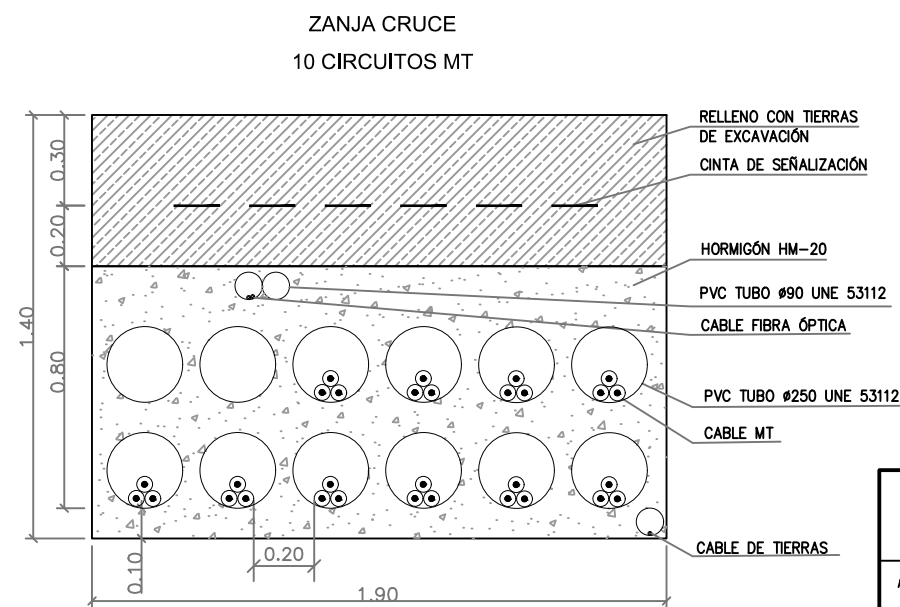 ZANJA CRUCE
10 CIRCUITOS MT
RELLENO CON TIERRAS
DE EXCAVACIÓN
CINTA DE SEÑALIZACIÓN
HORMIGÓN HM-20
PVC TUBO ø90 UNE 53112
CABLE FIBRA ÓPTICA
PVC TUBO ø250 UNE 53112
CABLE MT
CABLE DE TIERRAS
0.30
0.20
1.40
0.80
0.10
0.20
1.90